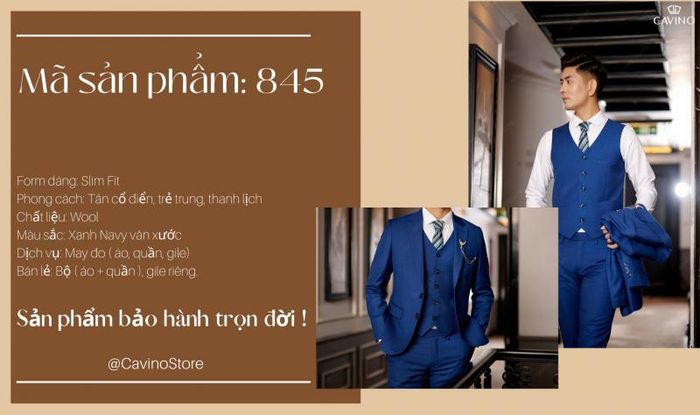 CAVINO
Mã sản phẩm: 845
Form dáng: Slim Fit
Phong cách: Tân cổ điển, trẻ trung, thanh lịch
Chất liệu: Wool
Màu sắc: Xanh Navy vân xước
Dịch vụ: May đo ( áo, quần, gile)
Bán lẻ: Bộ ( áo + quần ), gile riêng.
Sản phẩm bảo hành trọn đời !
@CavinoStore